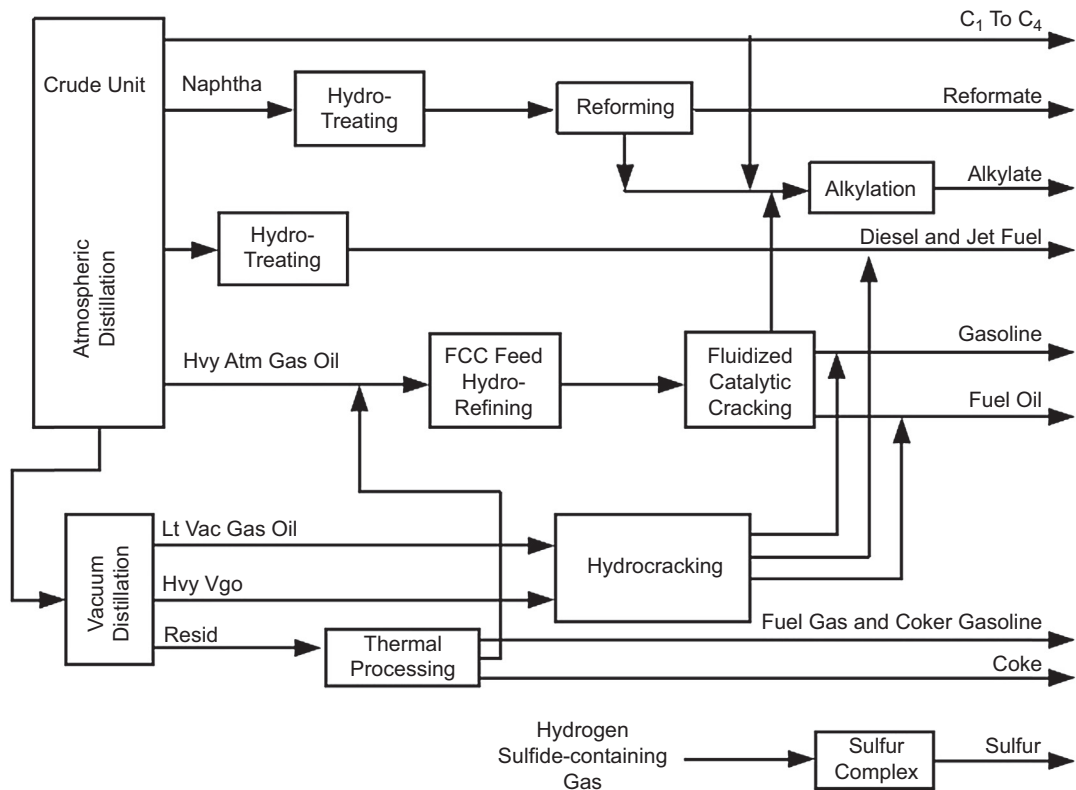 C₁ To C₄
Crude Unit
Naphtha
Hydro-
Treating
Reforming
Reformate
Alkylation
Alkylate
Atmospheric
Distillation
Hydro-
Treating
Diesel and Jet Fuel
Hvy Atm Gas Oil
FCC Feed
Hydro-
Refining
Fluidized
Catalytic
Cracking
Gasoline
Fuel Oil
Vacuum
Distillation
Lt Vac Gas Oil
Hvy Vgo
Resid
Hydrocracking
Thermal
Processing
Fuel Gas and Coker Gasoline
Coke
Hydrogen
Sulfide-containing
Gas
Sulfur
Complex
Sulfur